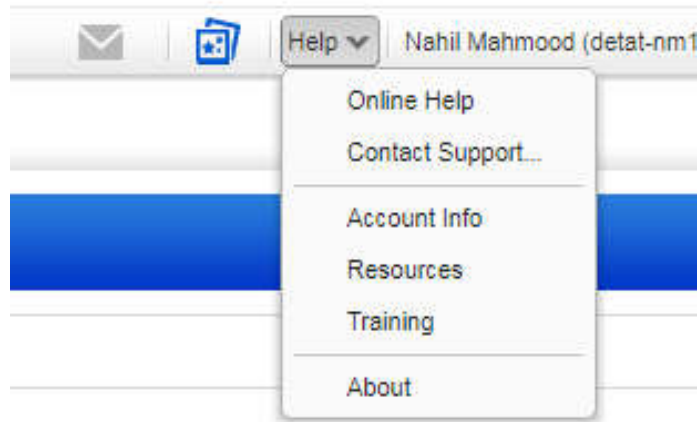 Help Nahil Mahmood (detat-nm1
Online Help
Contact Support...
Account Info
Resources
Training
About